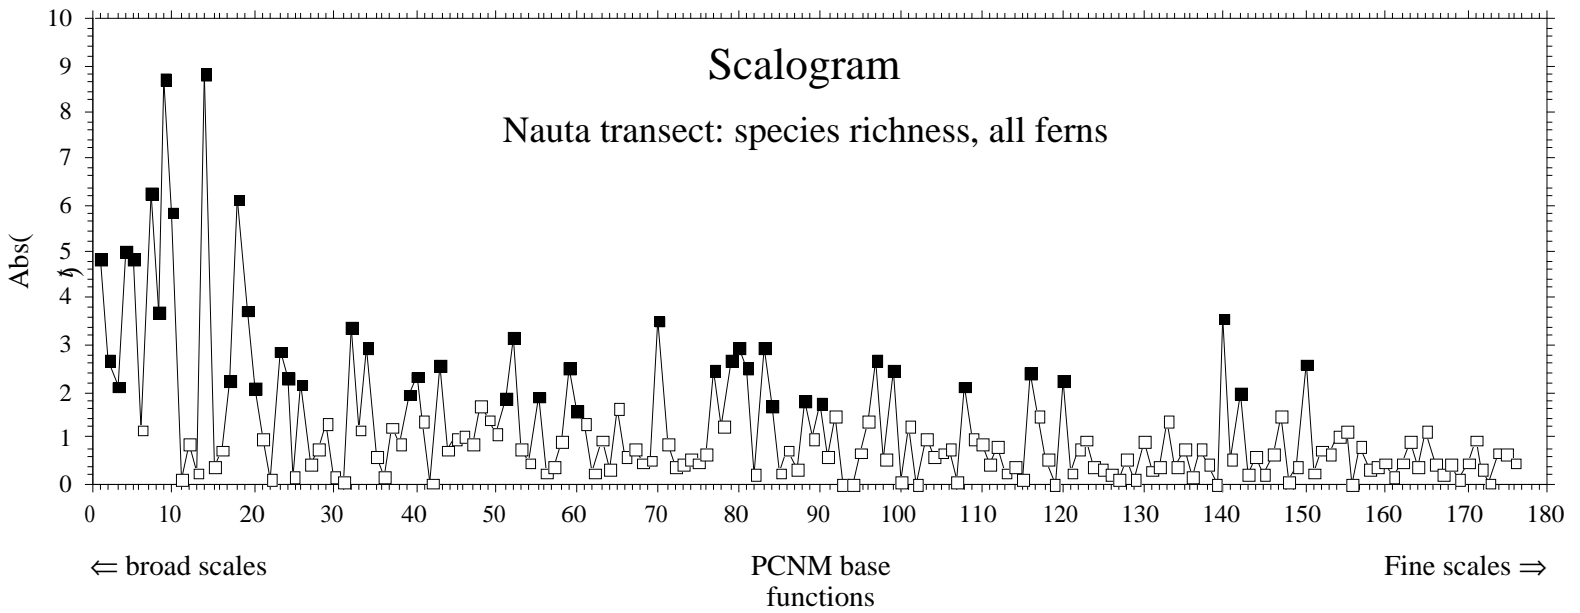 Scalogram
Nauta transect: species richness, all ferns
Abs(
t)
10
9
8
7
6
5
4
3
2
1
0
0 10 20 30 40 50 60 70 80 90 100 110 120 130 140 150 160 170 180
⇐ broad scales
PCNM base
functions
Fine scales ⇒